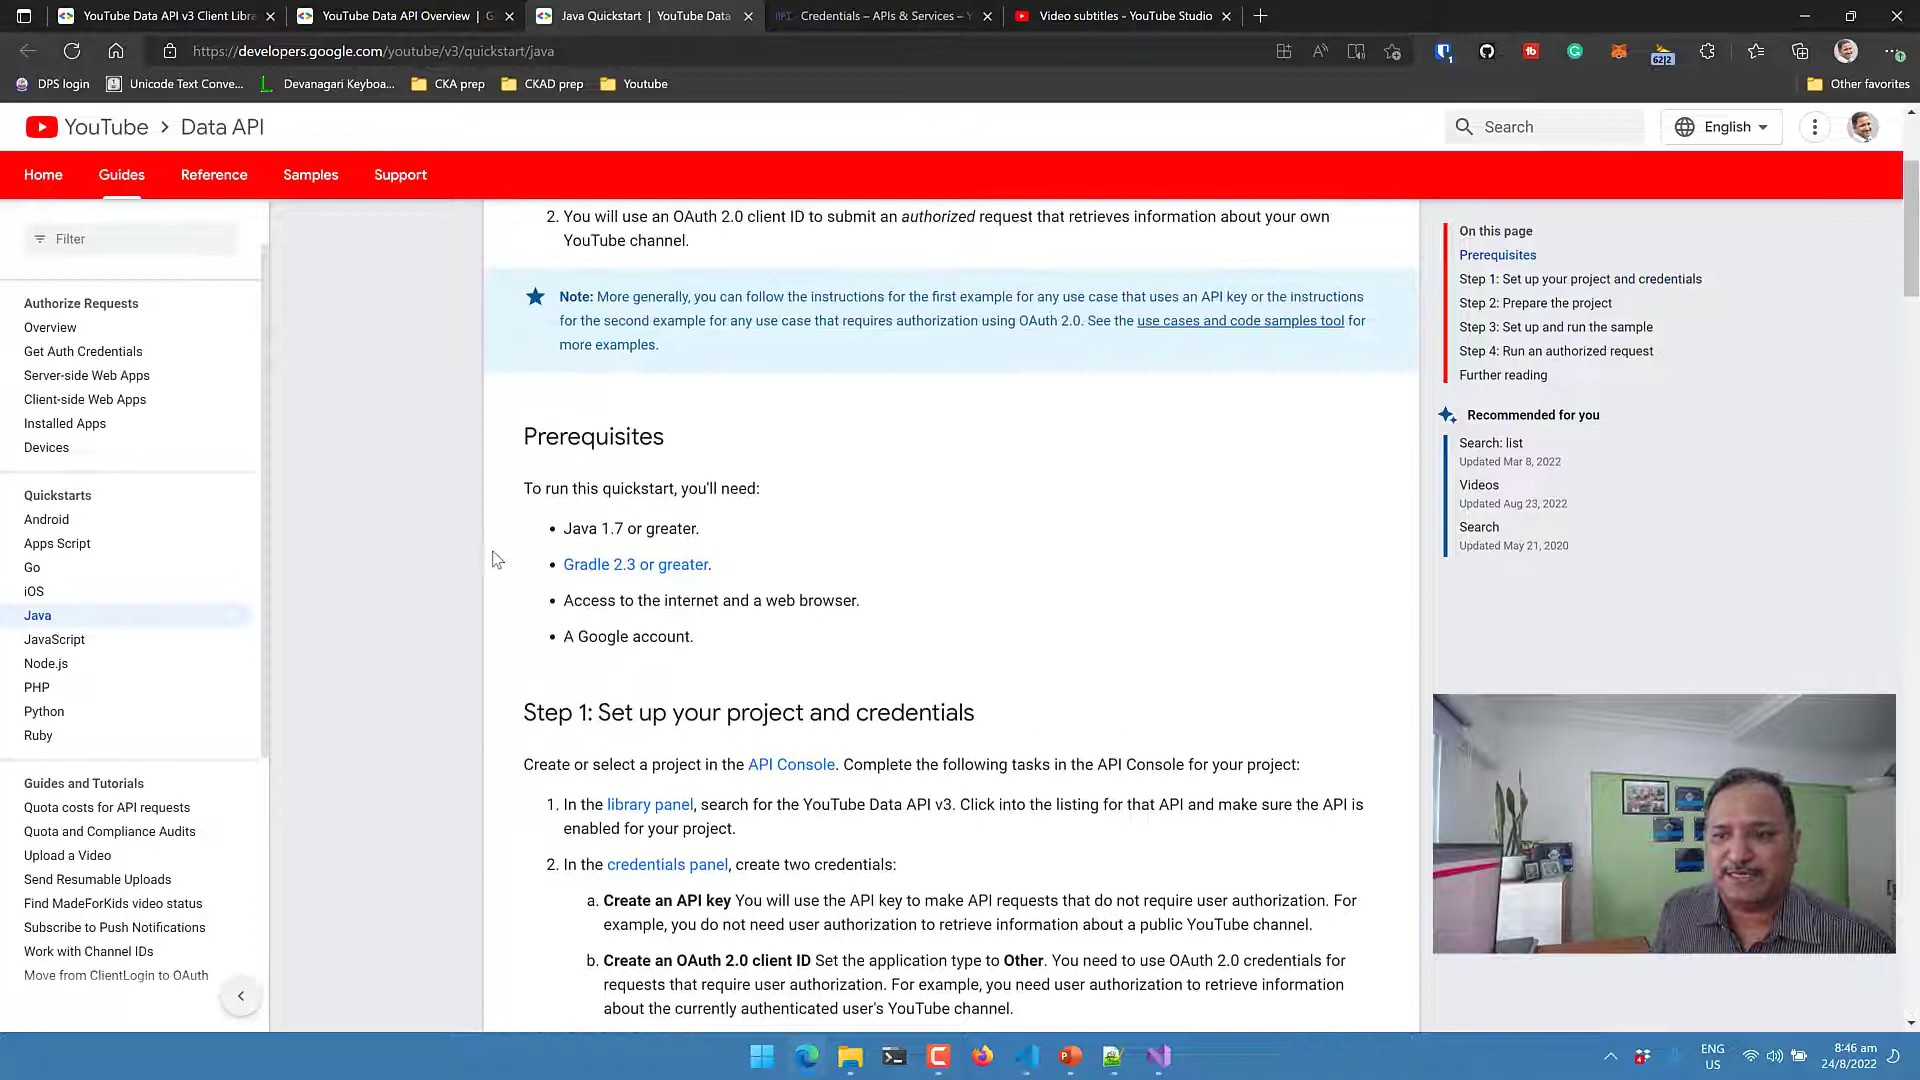 YouTube Data API v3 Client Libra
YouTube Data API Overview | G
Java Quickstart | YouTube Data
Credentials – APIs & Services – Y
Video subtitles - YouTube Studio
https://developers.google.com/youtube/v3/quickstart/java
DPS login
Unicode Text Conve...
Devanagari Keyboa...
CKA prep
CKAD prep
Youtube
Other favorites
YouTube > Data API
Search
English
Home Guides Reference Samples Support
Filter
Authorize Requests
Overview
Get Auth Credentials
Server-side Web Apps
Client-side Web Apps
Installed Apps
Devices
Quickstarts
Android
Apps Script
Go
iOS
Java
JavaScript
Node.js
PHP
Python
Ruby
Guides and Tutorials
Quota costs for API requests
Quota and Compliance Audits
Upload a Video
Send Resumable Uploads
Find MadeForKids video status
Subscribe to Push Notifications
Work with Channel IDs
Move from ClientLogin to OAuth
2. You will use an OAuth 2.0 client ID to submit an authorized request that retrieves information about your own
YouTube channel.
Note: More generally, you can follow the instructions for the first example for any use case that uses an API key or the instructions
for the second example for any use case that requires authorization using OAuth 2.0. See the use cases and code samples tool for
more examples.
Prerequisites
To run this quickstart, you'll need:
• Java 1.7 or greater.
• Gradle 2.3 or greater.
• Access to the internet and a web browser.
• A Google account.
Step 1: Set up your project and credentials
Create or select a project in the API Console. Complete the following tasks in the API Console for your project:
1. In the library panel, search for the YouTube Data API v3. Click into the listing for that API and make sure the API is
enabled for your project.
2. In the credentials panel, create two credentials:
a. Create an API key You will use the API key to make API requests that do not require user authorization. For
example, you do not need user authorization to retrieve information about a public YouTube channel.
b. Create an OAuth 2.0 client ID Set the application type to Other. You need to use OAuth 2.0 credentials for
requests that require user authorization. For example, you need user authorization to retrieve information
about the currently authenticated user's YouTube channel.
On this page
Prerequisites
Step 1: Set up your project and credentials
Step 2: Prepare the project
Step 3: Set up and run the sample
Step 4: Run an authorized request
Further reading
Recommended for you
Search: list
Updated Mar 8, 2022
Videos
Updated Aug 23, 2022
Search
Updated May 21, 2020
ENG
US
8:46 am
24/8/2022